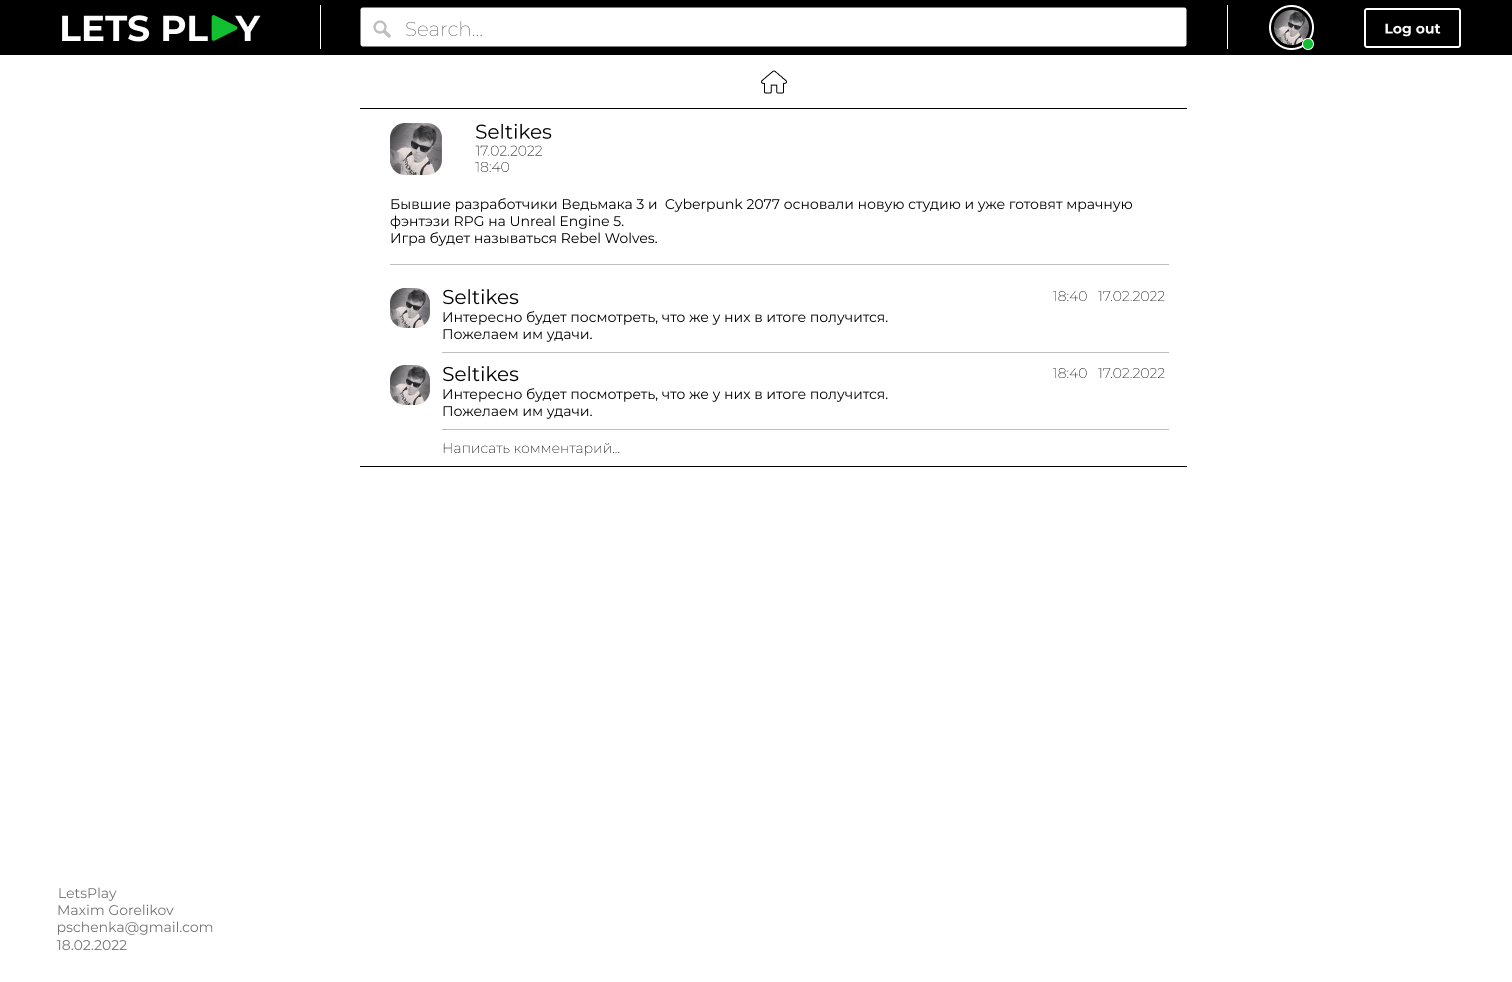 LETS PLAY
Search...
Log out
Seltikes
17.02.2022
18:40
Бывшие разработчики Ведьмака 3 и  Cyberpunk 2077 основали новую студию и уже готовят мрачную
фэнтэзи RPG на Unreal Engine 5.
Игра будет называться Rebel Wolves.
Seltikes
18:40 17.02.2022
Интересно будет посмотреть, что же у них в итоге получится.
Пожелаем им удачи.
Seltikes
18:40 17.02.2022
Интересно будет посмотреть, что же у них в итоге получится.
Пожелаем им удачи.
Написать комментарий...
LetsPlay
Maxim Gorelikov
pschenka@gmail.com
18.02.2022